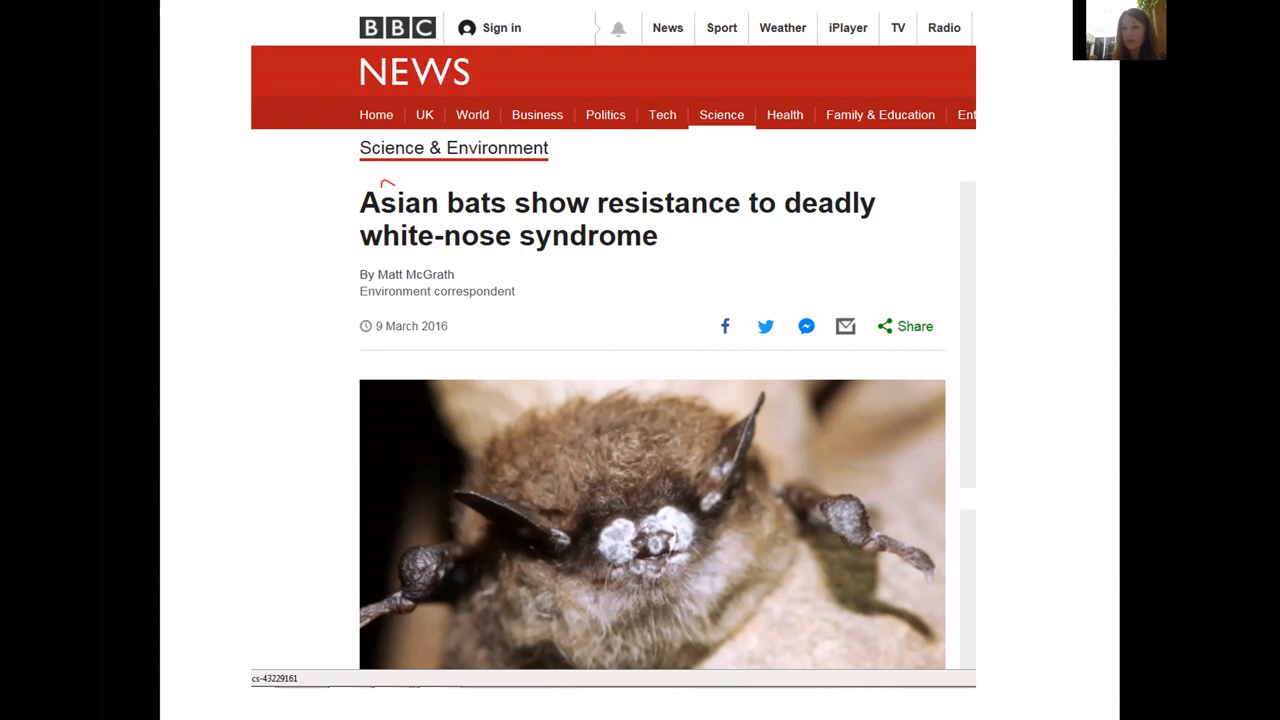 BBC Sign in News Sport Weather iPlayer TV Radio
NEWS
Home UK World Business Politics Tech Science Health Family & Education Ent
Science & Environment
Asian bats show resistance to deadly
white-nose syndrome
By Matt McGrath
Environment correspondent
9 March 2016 Share
cs-43229161